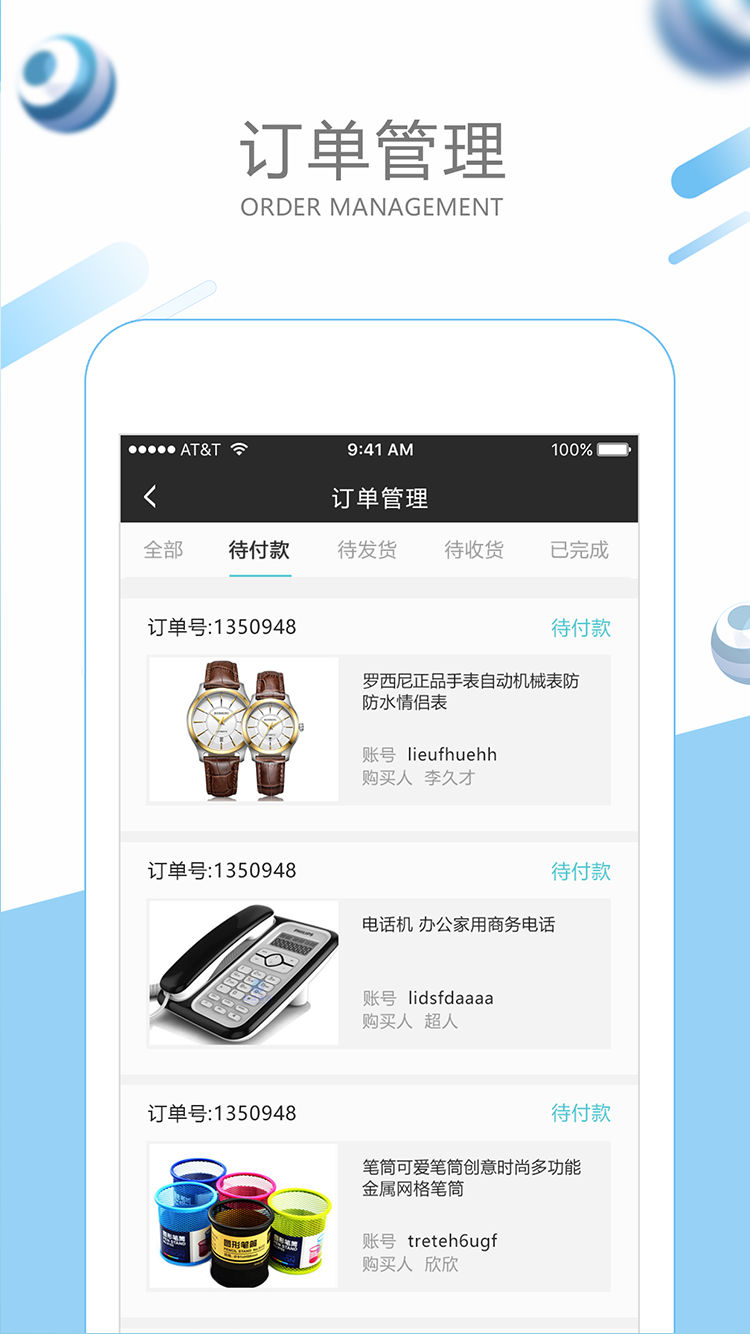 订单管理
ORDER MANAGEMENT
AT&T
9:41 AM
100%
订单管理
全部
待付款
待发货
待收货
已完成
订单号:1350948
待付款
罗西尼正品手表自动机械表防
防水情侣表
账号 lieufhuehh
购买人 李久才
订单号:1350948
待付款
PHILIPS
电话机 办公家用商务电话
账号 lidsfdaaaa
购买人 超人
订单号:1350948
待付款
笔筒可爱笔筒创意时尚多功能
金属网格笔筒
圆形笔筒
账号 treteh6ugf
购买人 欣欣